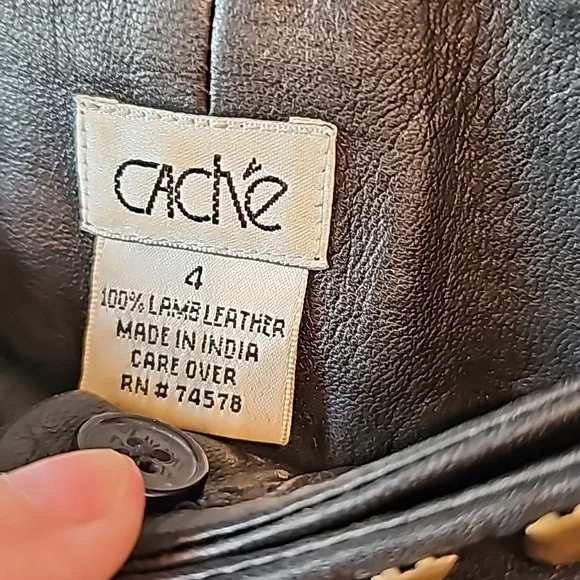 caché
4
100% LAMB LEATHER
MADE IN INDIA
CARE OVER
RN # 74578